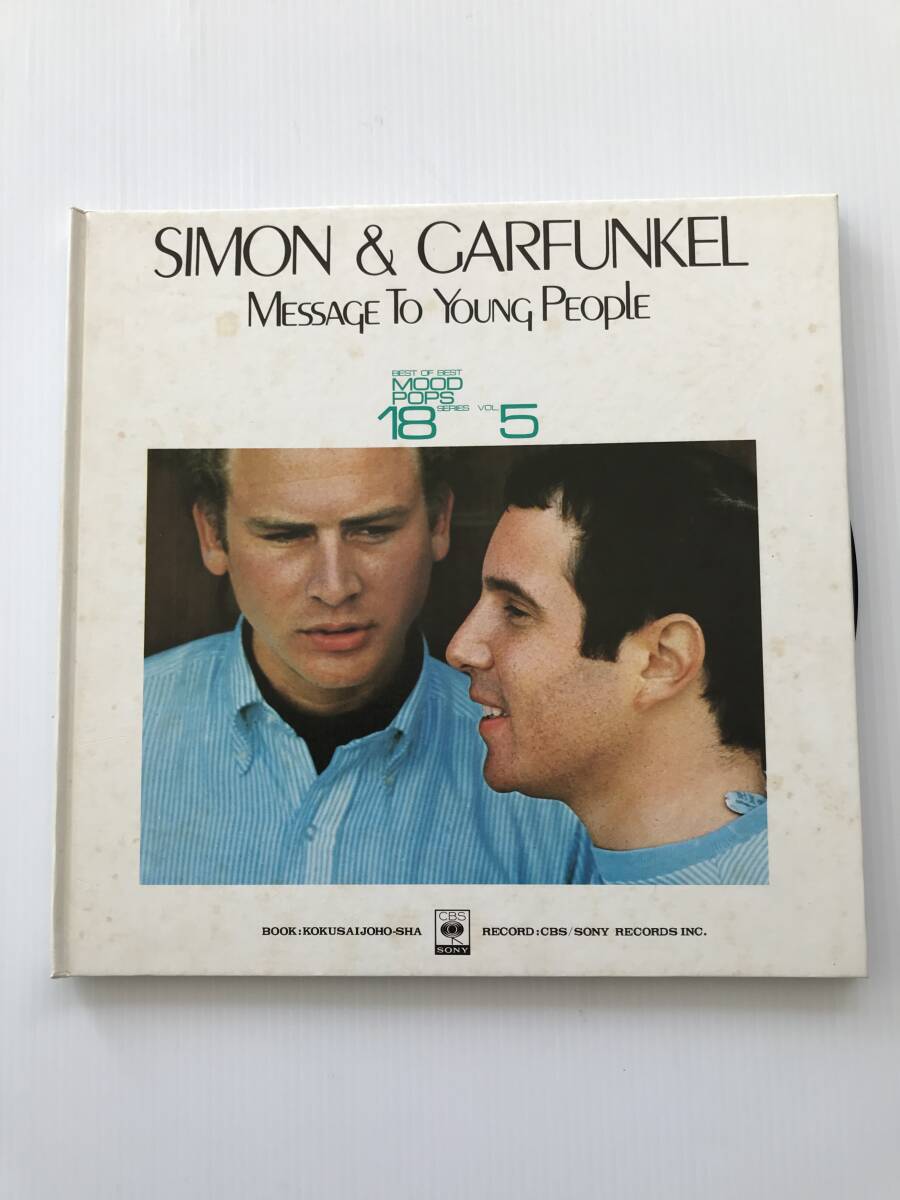 SIMON & GARFUNKEL
MESSAGE TO YOUNG PEOPLE
BEST OF BEST
MOOD
POPS
18 SERIES VOL. 5
BOOK:KOKUSAIJOHO-SHA CBS SONY RECORD:CBS/SONY RECORDS INC.